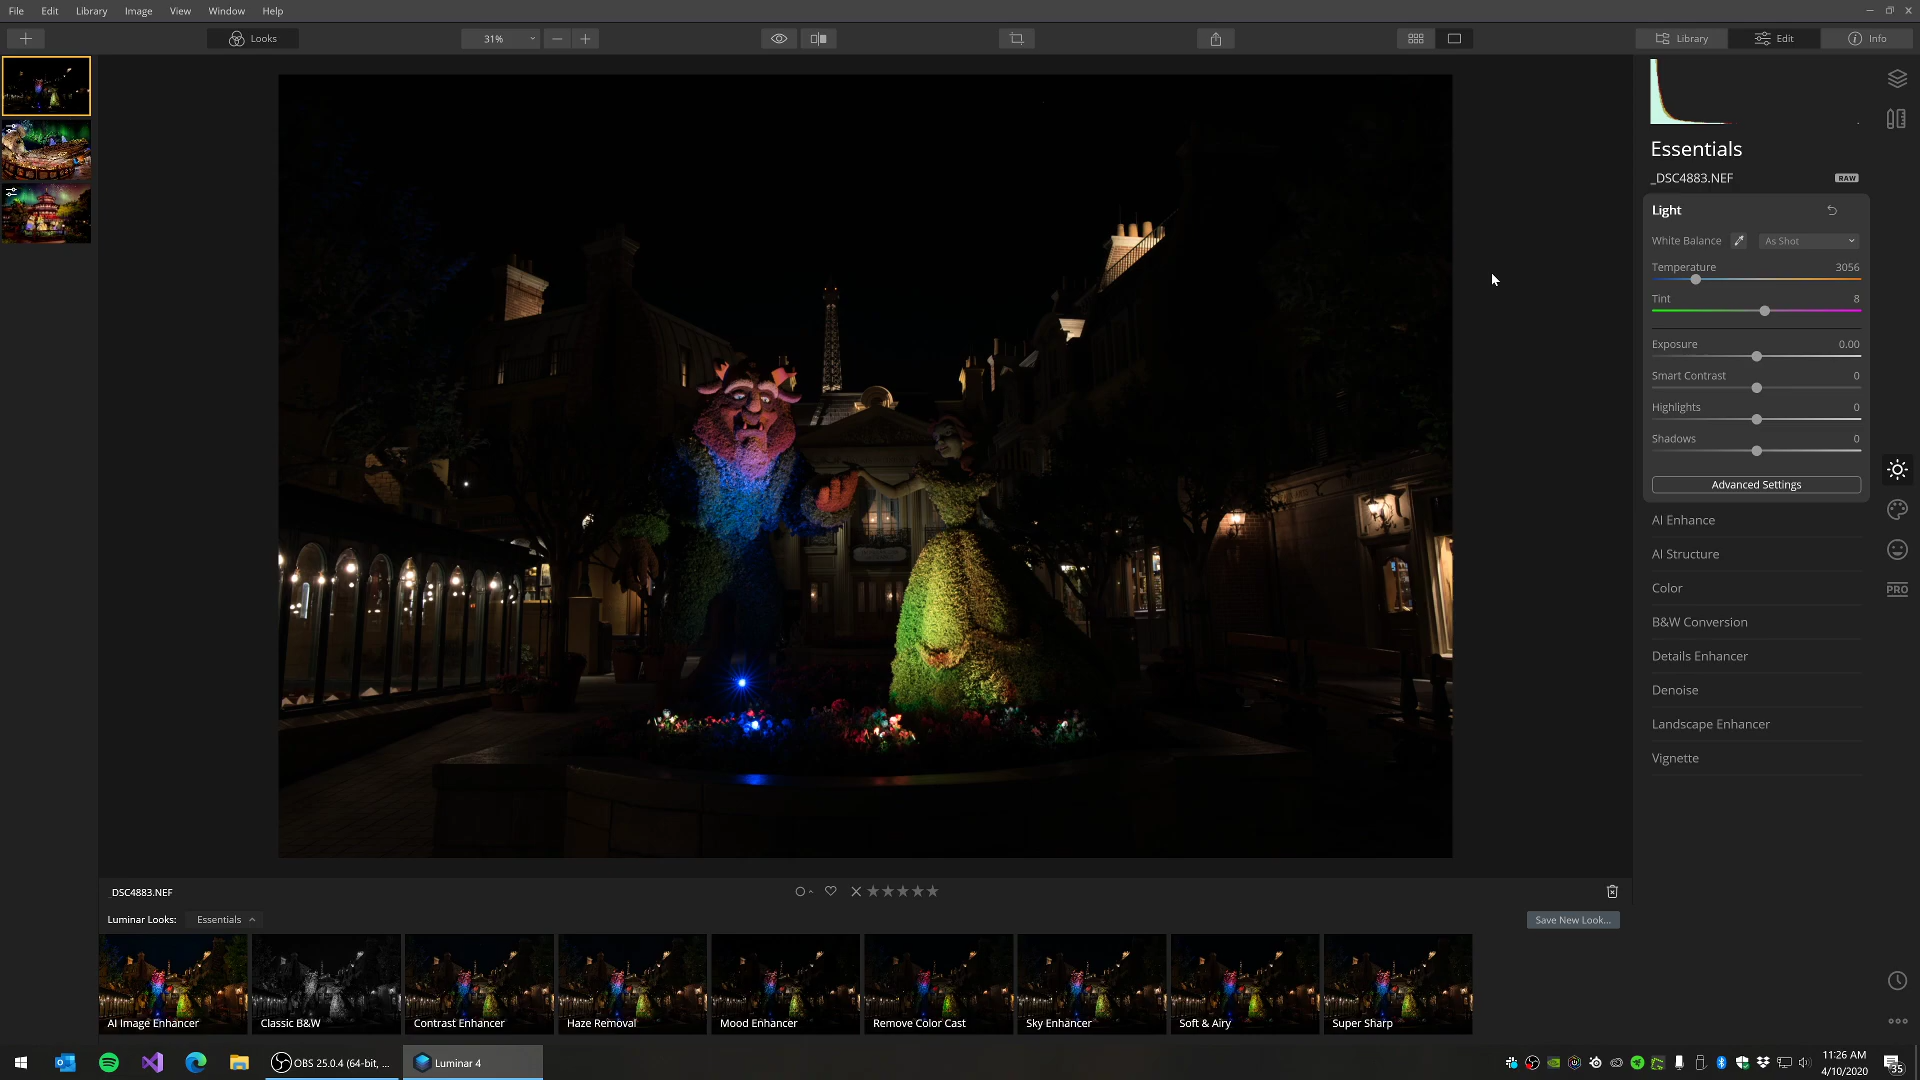 File Edit Library Image View Window Help
Looks 31% Library Edit Info
Essentials
_DSC4883.NEF RAW
Light
White Balance As Shot
Temperature 3056
Tint 8
Exposure 0.00
Smart Contrast 0
Highlights 0
Shadows 0
Advanced Settings
AI Enhance
AI Structure
Color
B&W Conversion
Details Enhancer
Denoise
Landscape Enhancer
Vignette
PRO
_DSC4883.NEF
Luminar Looks: Essentials Save New Look...
AI Image Enhancer Classic B&W Contrast Enhancer Haze Removal Mood Enhancer Remove Color Cast Sky Enhancer Soft & Airy Super Sharp
OBS 25.0.4 (64-bit, ... Luminar 4 11:26 AM
4/10/2020 35